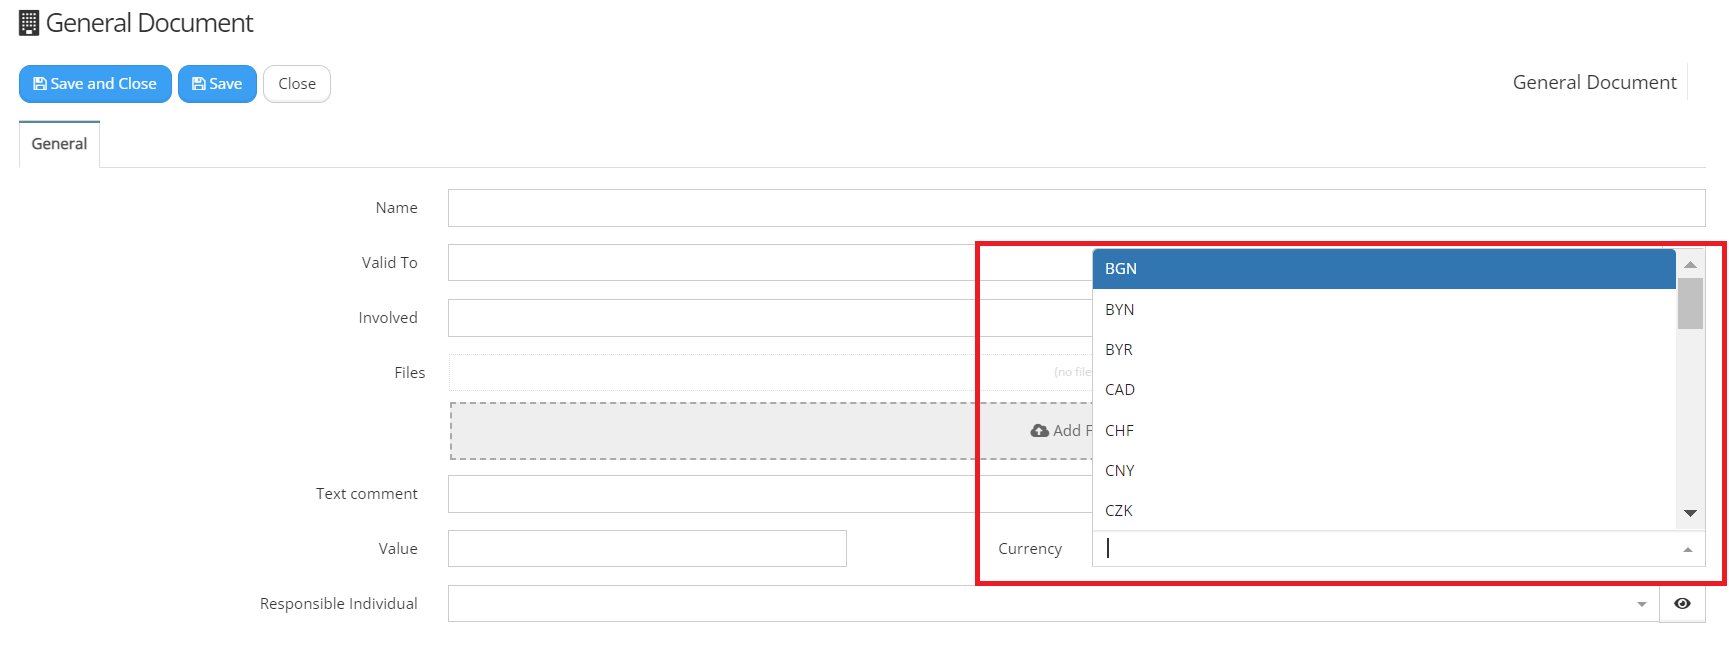 General Document
Save and Close Save Close
General Document
General
Name
Valid To
Involved
Files
(no file
Add F
Text comment
Value
BGN
BYN
BYR
CAD
CHF
CNY
CZK
Currency
Responsible Individual